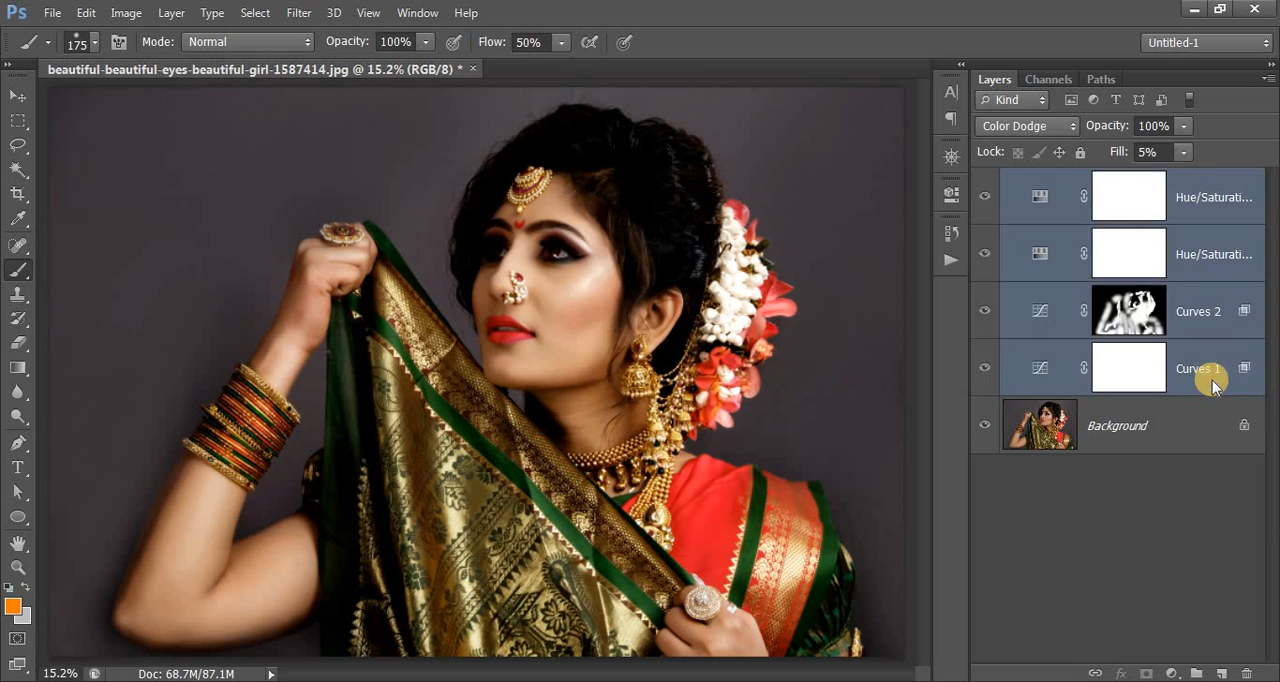 Ps File Edit Image Layer Type Select Filter 3D View Window Help
175 Mode: Normal Opacity: 100% Flow: 50% Untitled-1
beautiful-beautiful-eyes-beautiful-girl-1587414.jpg @ 15.2% (RGB/8) * ×
Layers Channels Paths
Kind
Color Dodge Opacity: 100%
Lock: Fill: 5%
Hue/Saturati...
Hue/Saturati...
Curves 2
Curves 1
Background
15.2% Doc: 68.7M/87.1M